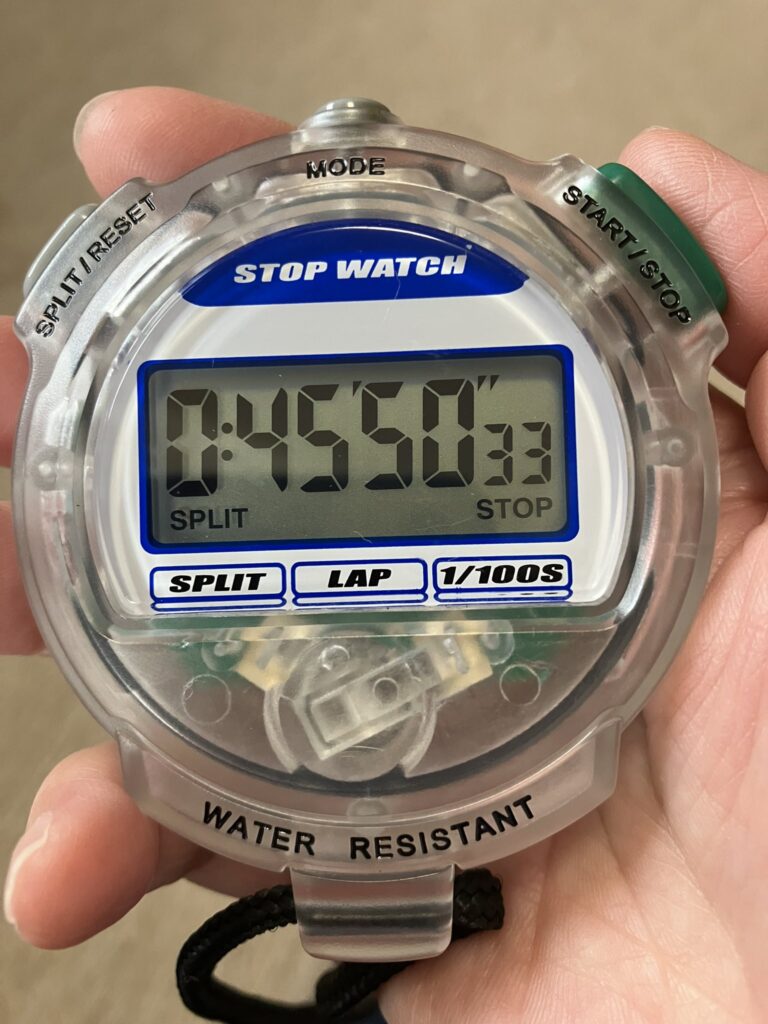 MODE
SPLIT/RESET
START/STOP
STOP WATCH
0:45'50"33
SPLIT STOP
SPLIT LAP 1/100S
WATER RESISTANT